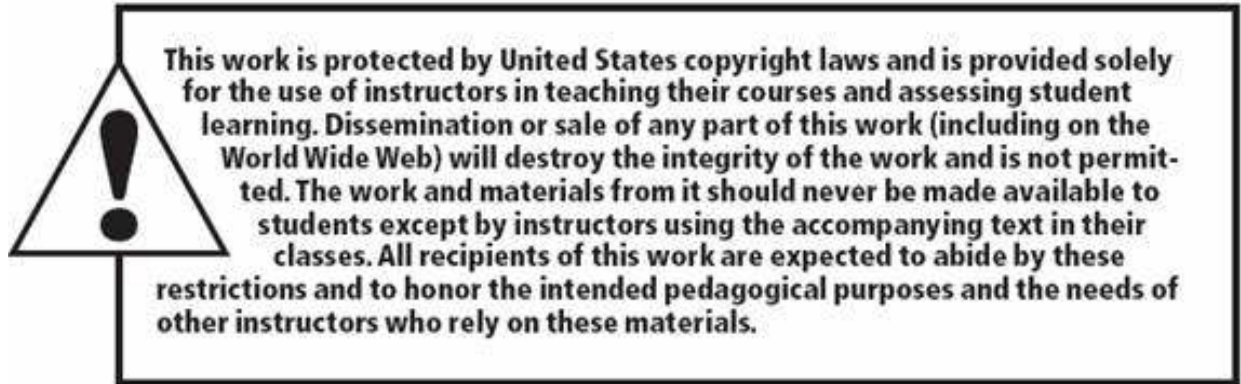 This work is protected by United States copyright laws and is provided solely
for the use of instructors in teaching their courses and assessing student
learning. Dissemination or sale of any part of this work (including on the
World Wide Web) will destroy the integrity of the work and is not permit-
ted. The work and materials from it should never be made available to
students except by instructors using the accompanying text in their
classes. All recipients of this work are expected to abide by these
restrictions and to honor the intended pedagogical purposes and the needs of
other instructors who rely on these materials.